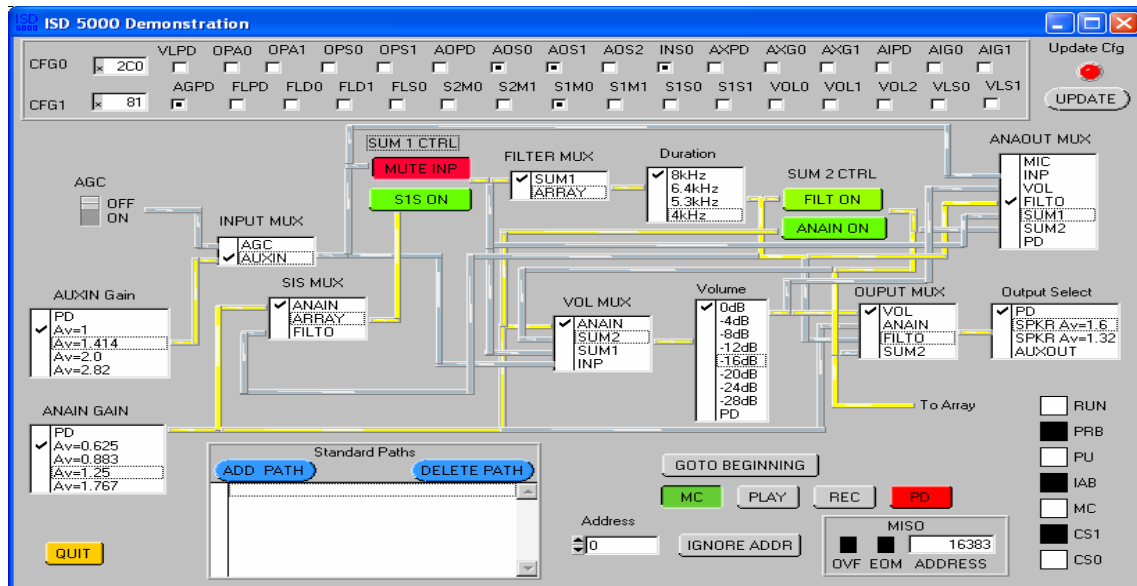 ISD 5000 ISD 5000 Demonstration
VLPD OPA0 OPA1 OPS0 OPS1 AOPD AOS0 AOS1 AOS2 INS0 AXPD AXG0 AXG1 AIPD AIG0 AIG1 Update Cfg
CFG0 x 2C0
AGPD FLPD FLD0 FLD1 FLS0 S2M0 S2M1 S1M0 S1M1 S1S0 S1S1 VOL0 VOL1 VOL2 VLS0 VLS1
CFG1 x 81
UPDATE
AGC
OFF
ON
INPUT MUX
AGC
AUXIN
SUM 1 CTRL
MUTE INP
S1S ON
FILTER MUX
SUM1
ARRAY
Duration
8kHz
6.4kHz
5.3kHz
4kHz
SUM 2 CTRL
FILT ON
ANAIN ON
ANAOUT MUX
MIC
INP
VOL
FILTO
SUM1
SUM2
PD
AUXIN Gain
PD
Av=1
Av=1.414
Av=2.0
Av=2.82
SIS MUX
ANAIN
ARRAY
FILTO
VOL MUX
ANAIN
SUM2
SUM1
INP
Volume
0dB
-4dB
-8dB
-12dB
-16dB
-20dB
-24dB
-28dB
PD
OUPUT MUX
VOL
ANAIN
FILTO
SUM2
Output Select
PD
SPKR Av=1.6
SPKR Av=1.32
AUXOUT
To Array
ANAIN GAIN
PD
Av=0.625
Av=0.883
Av=1.25
Av=1.767
Standard Paths
ADD PATH DELETE PATH
GOTO BEGINNING
MC PLAY REC PD
Address
0
IGNORE ADDR
MISO
16383
OVF EOM ADDRESS
RUN
PRB
PU
IAB
MC
CS1
CS0
QUIT